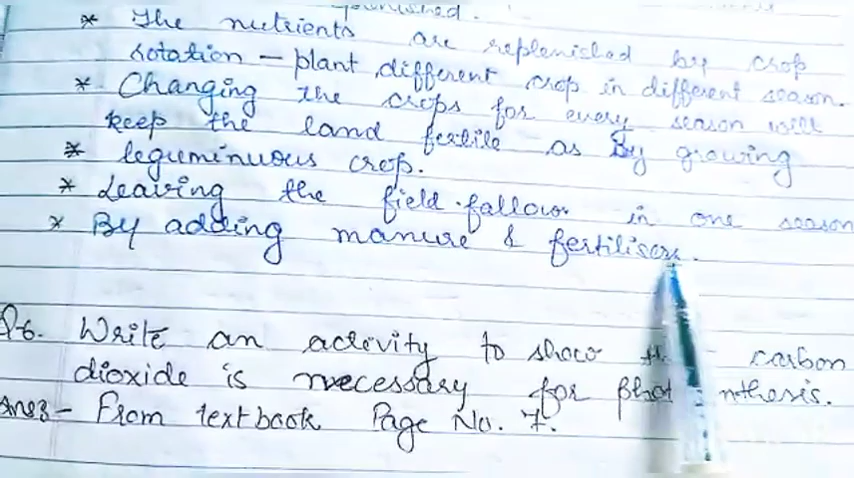 * The nutrients are replenished by crop
rotation - plant different crop in different season.
* Changing the crops for every season will
keep the land fertile as By growing
* leguminuous crop.
* Leaving the field fallow in one season
* By adding manure & fertilisers.
Q6. Write an activity to show carbon
dioxide is necessary for
Ans:- From textbook Page No. 7.